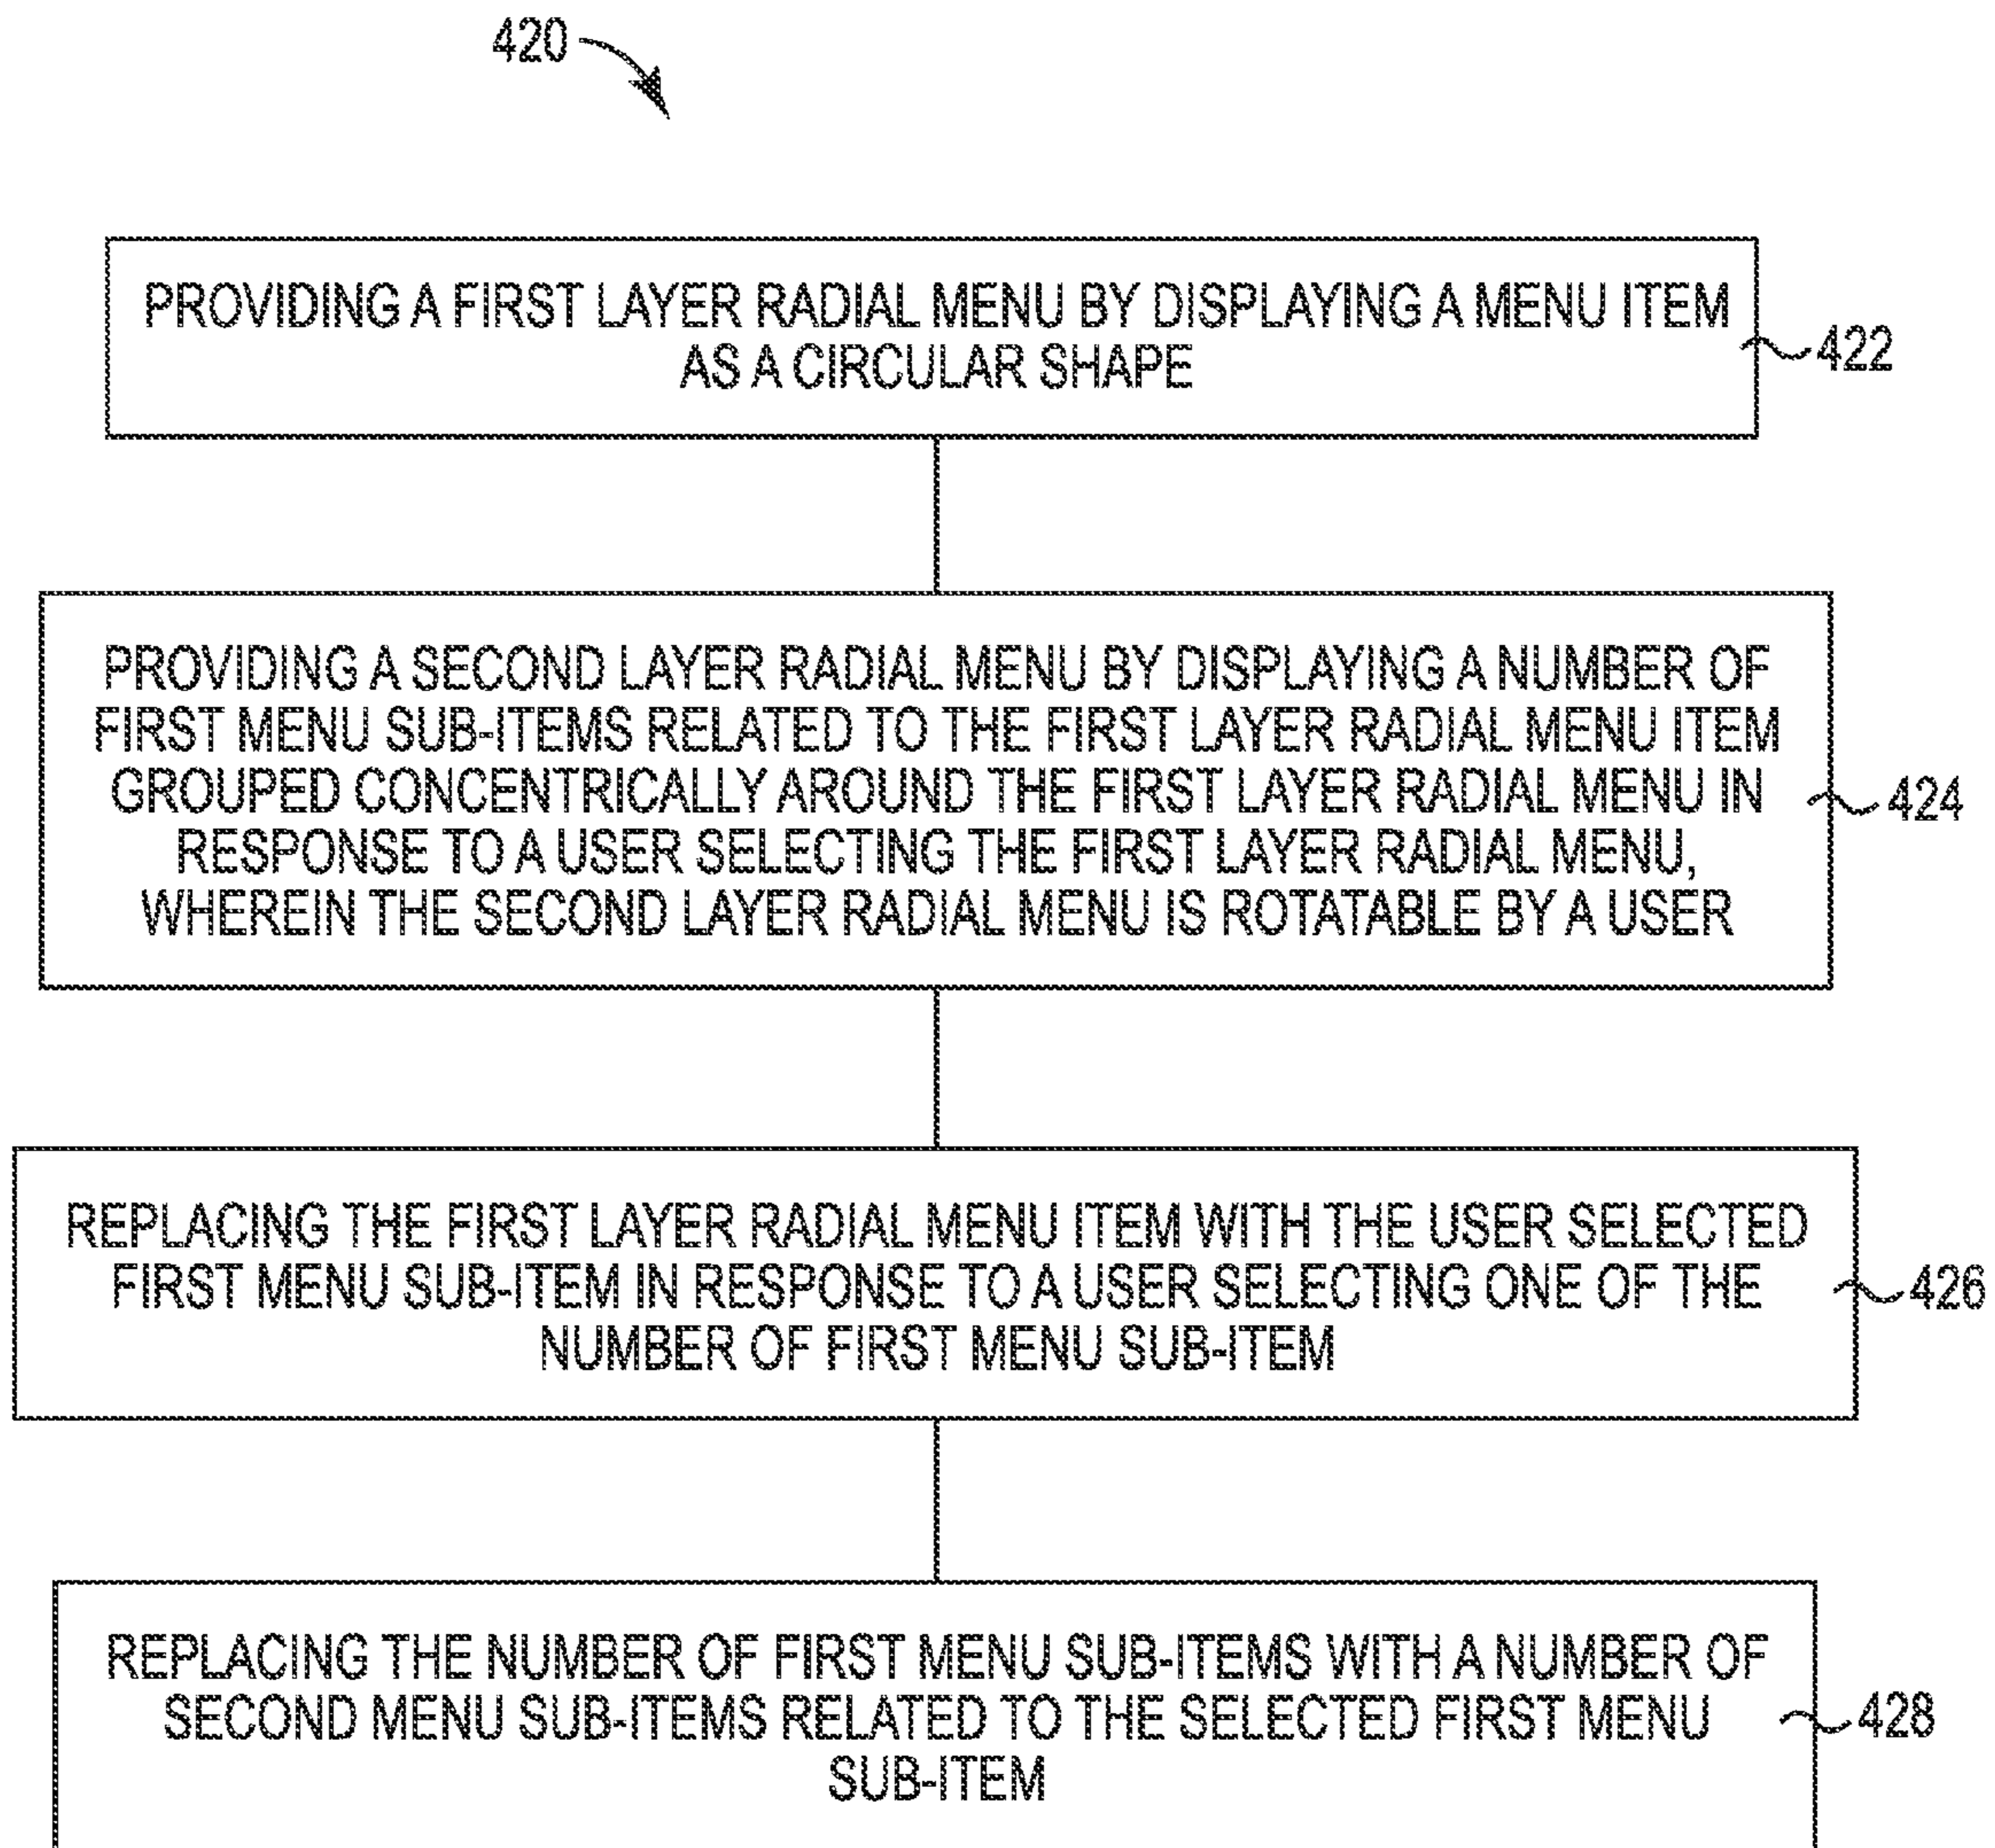 420
PROVIDING A FIRST LAYER RADIAL MENU BY DISPLAYING A MENU ITEM
AS A CIRCULAR SHAPE
422
PROVIDING A SECOND LAYER RADIAL MENU BY DISPLAYING A NUMBER OF
FIRST MENU SUB-ITEMS RELATED TO THE FIRST LAYER RADIAL MENU ITEM
GROUPED CONCENTRICALLY AROUND THE FIRST LAYER RADIAL MENU IN
RESPONSE TO A USER SELECTING THE FIRST LAYER RADIAL MENU,
WHEREIN THE SECOND LAYER RADIAL MENU IS ROTATABLE BY A USER
424
REPLACING THE FIRST LAYER RADIAL MENU ITEM WITH THE USER SELECTED
FIRST MENU SUB-ITEM IN RESPONSE TO A USER SELECTING ONE OF THE
NUMBER OF FIRST MENU SUB-ITEM
426
REPLACING THE NUMBER OF FIRST MENU SUB-ITEMS WITH A NUMBER OF
SECOND MENU SUB-ITEMS RELATED TO THE SELECTED FIRST MENU
SUB-ITEM
428